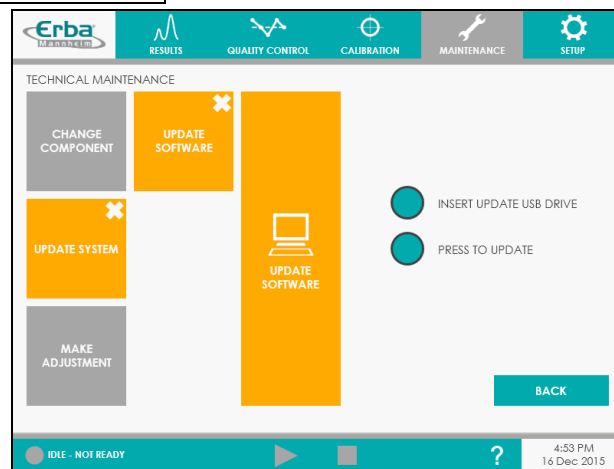 Erba
Mannheim
RESULTS
QUALITY CONTROL
CALIBRATION
MAINTENANCE
SETUP
TECHNICAL MAINTENANCE
CHANGE
COMPONENT
UPDATE
SOFTWARE
UPDATE SYSTEM
MAKE
ADJUSTMENT
UPDATE
SOFTWARE
INSERT UPDATE USB DRIVE
PRESS TO UPDATE
BACK
IDLE - NOT READY
?
4:53 PM
16 Dec 2015